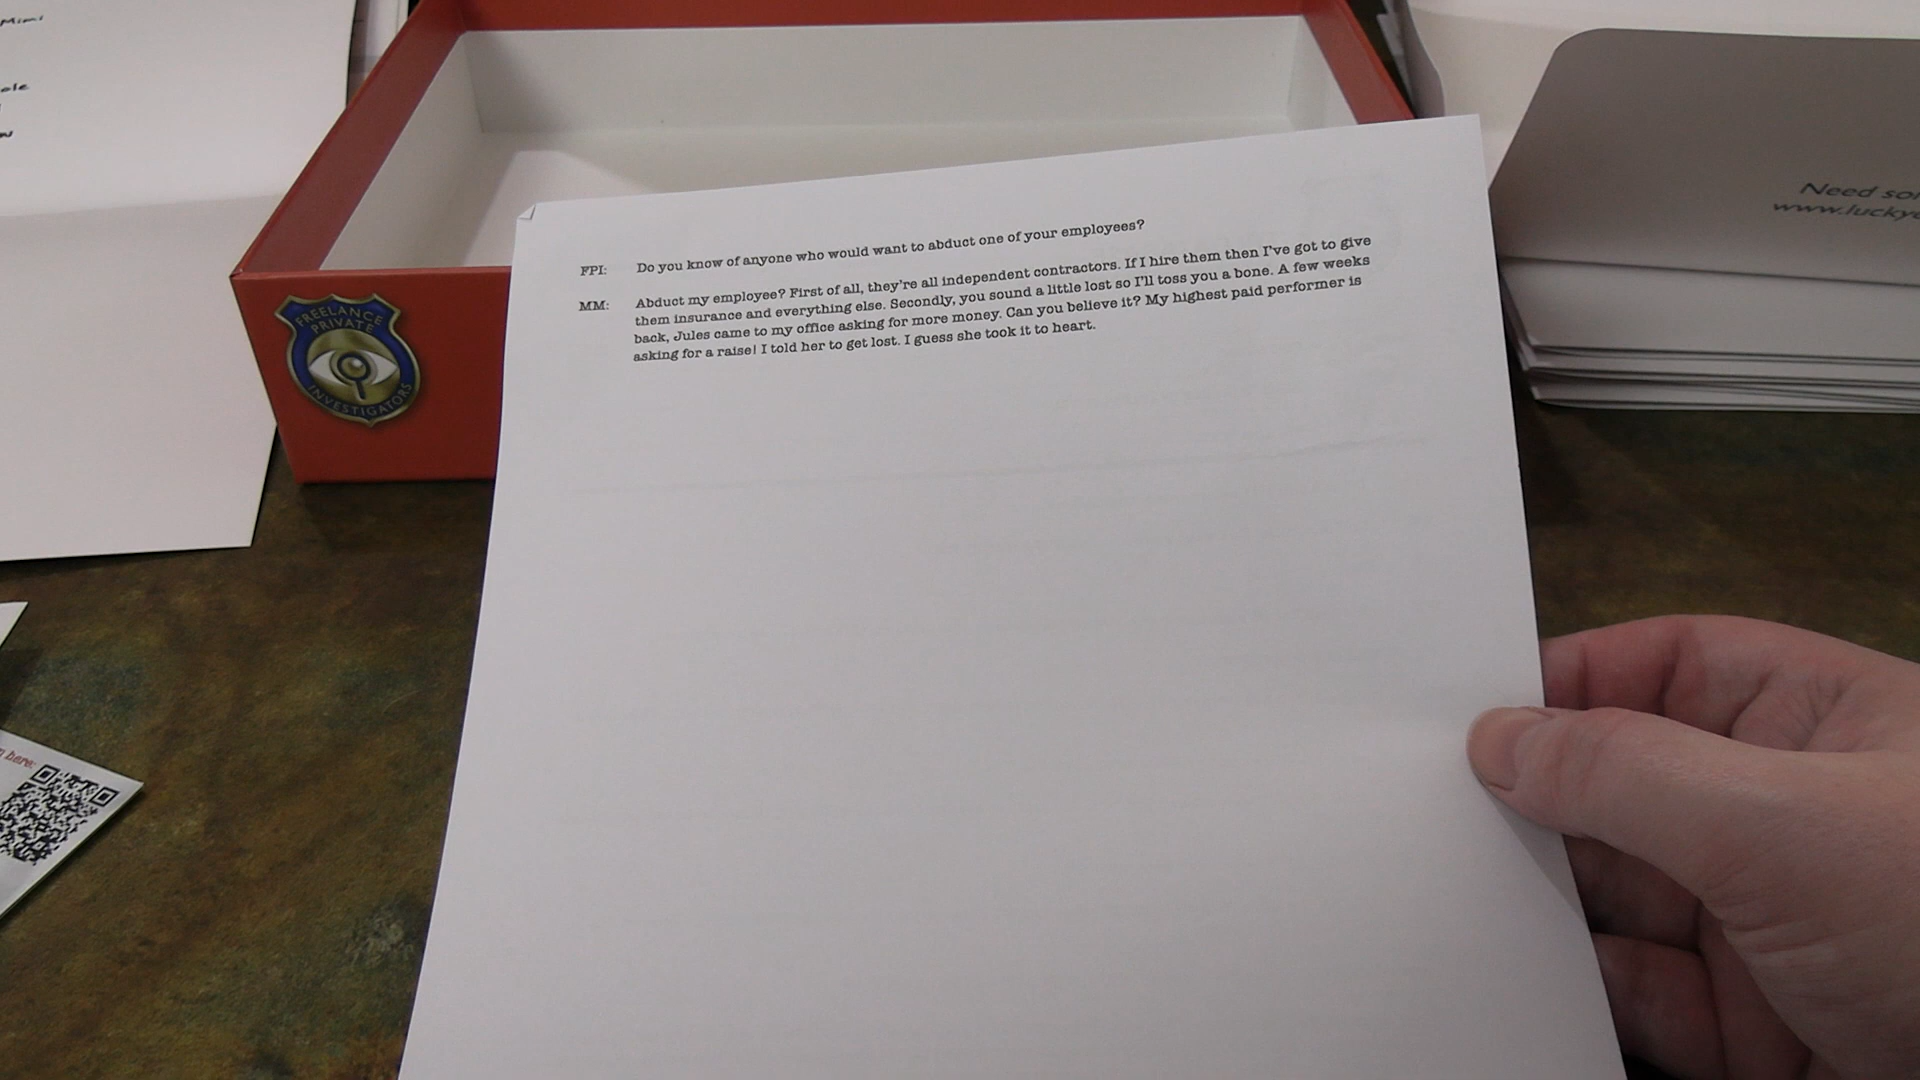 Mimi
FREELANCE
PRIVATE
INVESTIGATORS
Need
FPI: Do you know of anyone who would want to abduct one of your employees?
MM: Abduct my employee? First of all, they're all independent contractors. If I hire them then I've got to give
them insurance and everything else. Secondly, you sound a little lost so I'll toss you a bone. A few weeks
back, Jules came to my office asking for more money. Can you believe it? My highest paid performer is
asking for a raise! I told her to get lost. I guess she took it to heart.
here: